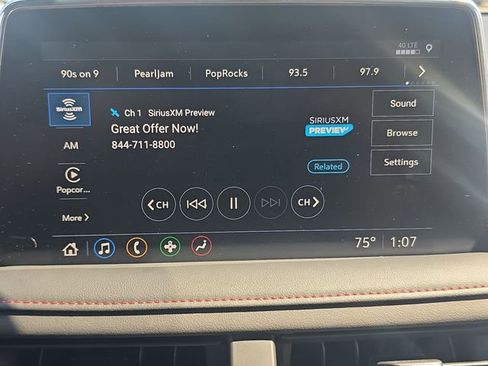 4G LTE
90s on 9 PearlJam PopRocks 93.5 97.9
SiriusXM
Ch 1 SiriusXM Preview
Great Offer Now!
844-711-8800
SIRIUSXM
PREVIEW
Related
Sound
Browse
Settings
AM
Popcor...
More
CH CH
75° 1:07